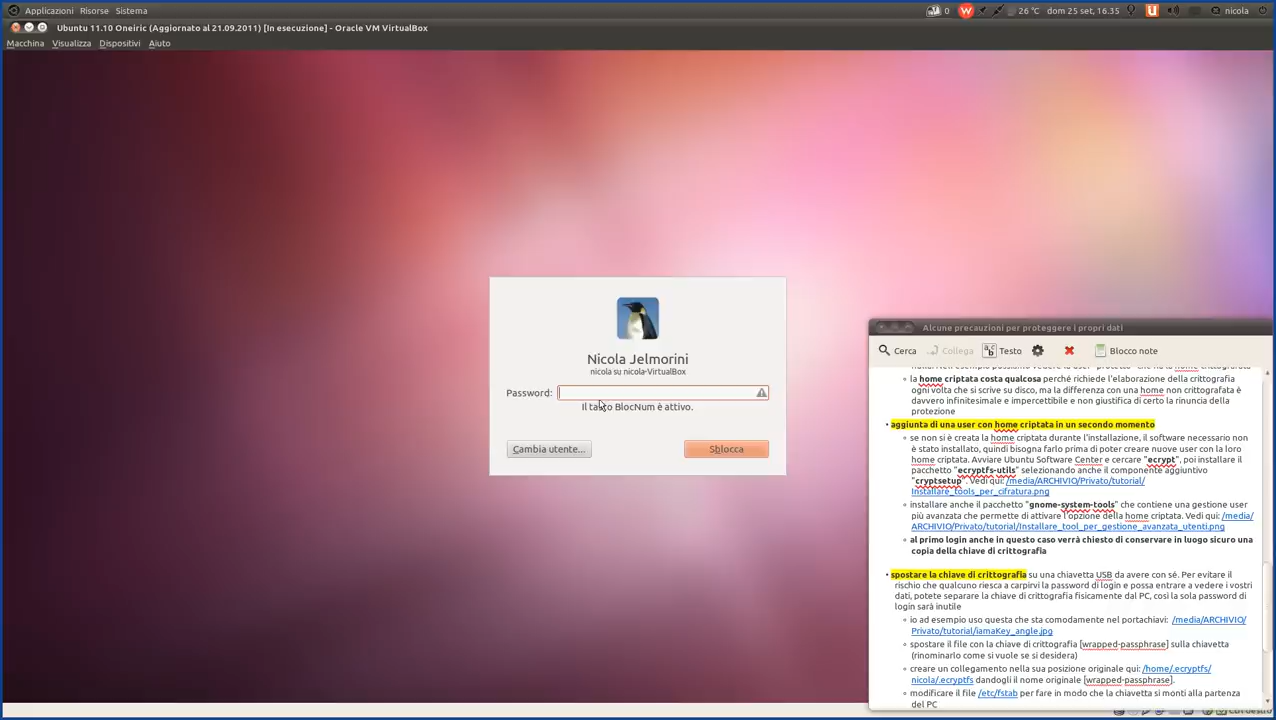 Applicazioni Risorse Sistema
0
26 °C
dom 25 set, 16.35
nicola
Ubuntu 11.10 Oneiric (Aggiornato al 21.09.2011) [In esecuzione] - Oracle VM VirtualBox
Macchina Visualizza Dispositivi Aiuto
Nicola Jelmorini
nicola su nicola-VirtualBox
Password:
Il tasto BlocNum è attivo.
Cambia utente...
Sblocca
Alcune precauzioni per proteggere i propri dati
Cerca Collega Testo Blocco note
◦ la home criptata costa qualcosa perché richiede l'elaborazione della crittografia
ogni volta che si scrive su disco, ma la differenza con una home non crittografata è
davvero infinitesimale e impercettibile e non giustifica di certo la rinuncia della
protezione
• aggiunta di una user con home criptata in un secondo momento
◦ se non si è creata la home criptata durante l'installazione, il software necessario non
è stato installato, quindi bisogna farlo prima di poter creare nuove user con la loro
home criptata. Avviare Ubuntu Software Center e cercare "ecrypt", poi installare il
pacchetto "ecryptfs-utils" selezionando anche il componente aggiuntivo
"cryptsetup". Vedi qui: /media/ARCHIVIO/Privato/tutorial/
Installare_tools_per_cifratura.png
◦ installare anche il pacchetto "gnome-system-tools" che contiene una gestione user
più avanzata che permette di attivare l'opzione della home criptata. Vedi qui: /media/
ARCHIVIO/Privato/tutorial/Installare_tool_per_gestione_avanzata_utenti.png
◦ al primo login anche in questo caso verrà chiesto di conservare in luogo sicuro una
copia della chiave di crittografia
• spostare la chiave di crittografia su una chiavetta USB da avere con sé. Per evitare il
rischio che qualcuno riesca a carpirvi la password di login e possa entrare a vedere i vostri
dati, potete separare la chiave di crittografia fisicamente dal PC, così la sola password di
login sarà inutile
◦ io ad esempio uso questa che sta comodamente nel portachiavi: /media/ARCHIVIO/
Privato/tutorial/iamaKey_angle.jpg
◦ spostare il file con la chiave di crittografia [wrapped-passphrase] sulla chiavetta
(rinominarlo come si vuole se si desidera)
◦ creare un collegamento nella sua posizione originale qui: /home/.ecryptfs/
nicola/.ecryptfs dandogli il nome originale [wrapped-passphrase].
◦ modificare il file /etc/fstab per fare in modo che la chiavetta si monti alla partenza
del PC